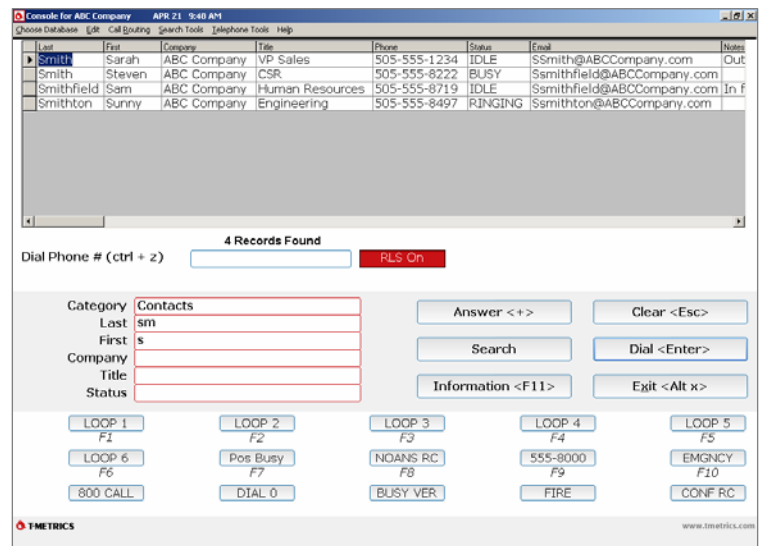 Console for ABC Company APR 21 9:40 AM
Choose Database Edit Call Routing Search Tools Telephone Tools Help
Last First Company Title Phone Status Email Notes
Smith Sarah ABC Company VP Sales 505-555-1234 IDLE SSmith@ABCCompany.com Out
Smith Steven ABC Company CSR 505-555-8222 BUSY Ssmithfield@ABCCompany.com
Smithfield Sam ABC Company Human Resources 505-555-8719 IDLE Ssmithfield@ABCCompany.com In f
Smithton Sunny ABC Company Engineering 505-555-8497 RINGING Ssmithton@ABCCompany.com
4 Records Found
Dial Phone # (ctrl + z) RLS On
Category Contacts
Last sm
First s
Company
Title
Status
Answer <+> Clear <Esc>
Search Dial <Enter>
Information <F11> Exit <Alt x>
LOOP 1 LOOP 2 LOOP 3 LOOP 4 LOOP 5
F1 F2 F3 F4 F5
LOOP 6 Pos Busy NOANS RC 555-8000 EMGNCY
F6 F7 F8 F9 F10
800 CALL DIAL 0 BUSY VER FIRE CONF RC
T-METRICS www.tmetrics.com